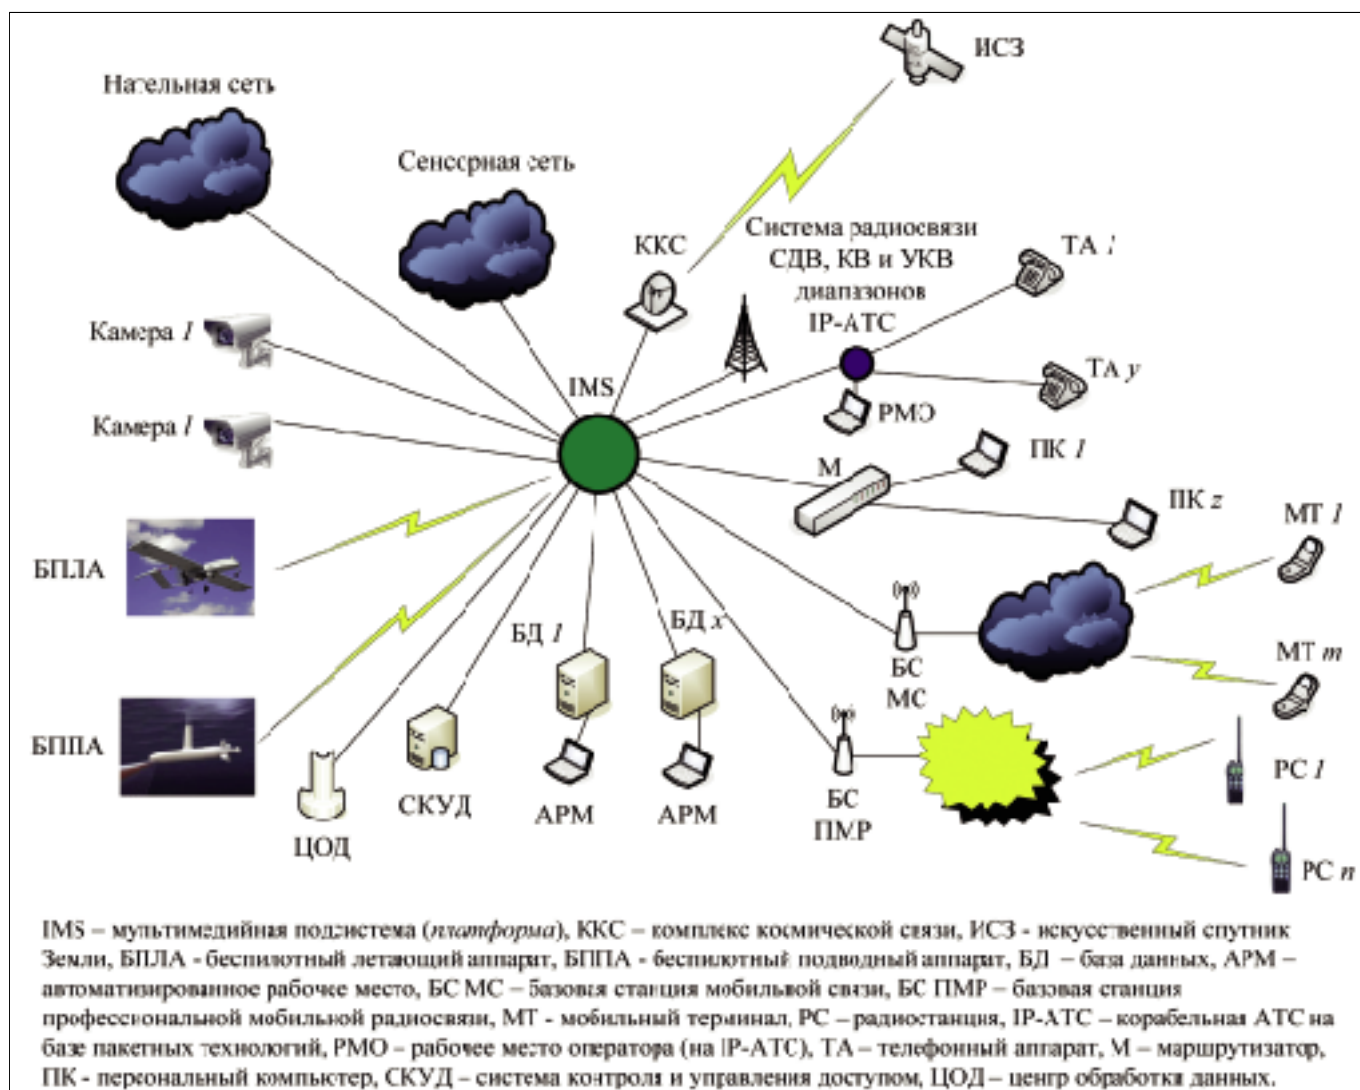 ИСЗ
Нательная сеть
Сенсорная сеть
ККС
Система радиосвязи
СДВ, КВ и УКВ
диапазонов
IP-АТС
ТА 1
Камера 1
IMS
ТА y
Камера l
РМО
М
ПК 1
ПК z
МТ 1
БПЛА
БД 1
БД x
БС
МС
МТ m
БППА
ЦОД
СКУД
АРМ
АРМ
БС
ПМР
РС 1
РС n
IMS – мультимедийная подсистема (платформа), ККС – комплекс космической связи, ИСЗ - искусственный спутник
Земли, БПЛА - беспилотный летающий аппарат, БППА - беспилотный подводный аппарат, БД – база данных, АРМ –
автоматизированное рабочее место, БС МС – базовая станция мобильной связи, БС ПМР – базовая станция
профессиональной мобильной радиосвязи, МТ - мобильный терминал, РС – радиостанция, IP-АТС – корабельная АТС на
базе пакетных технологий, РМО – рабочее место оператора (на IP-АТС), ТА – телефонный аппарат, М – маршрутизатор,
ПК - персональный компьютер, СКУД – система контроля и управления доступом, ЦОД – центр обработки данных.